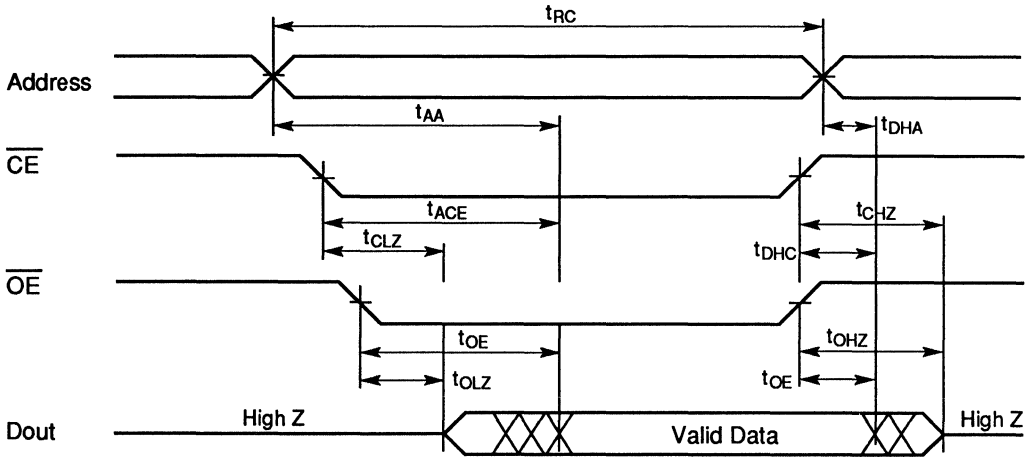 tRC
Address
tAA
tDHA
CE
tACE
tCHZ
tCLZ
tDHC
OE
tOE
tOHZ
tOLZ
tOE
Dout
High Z
Valid Data
High Z